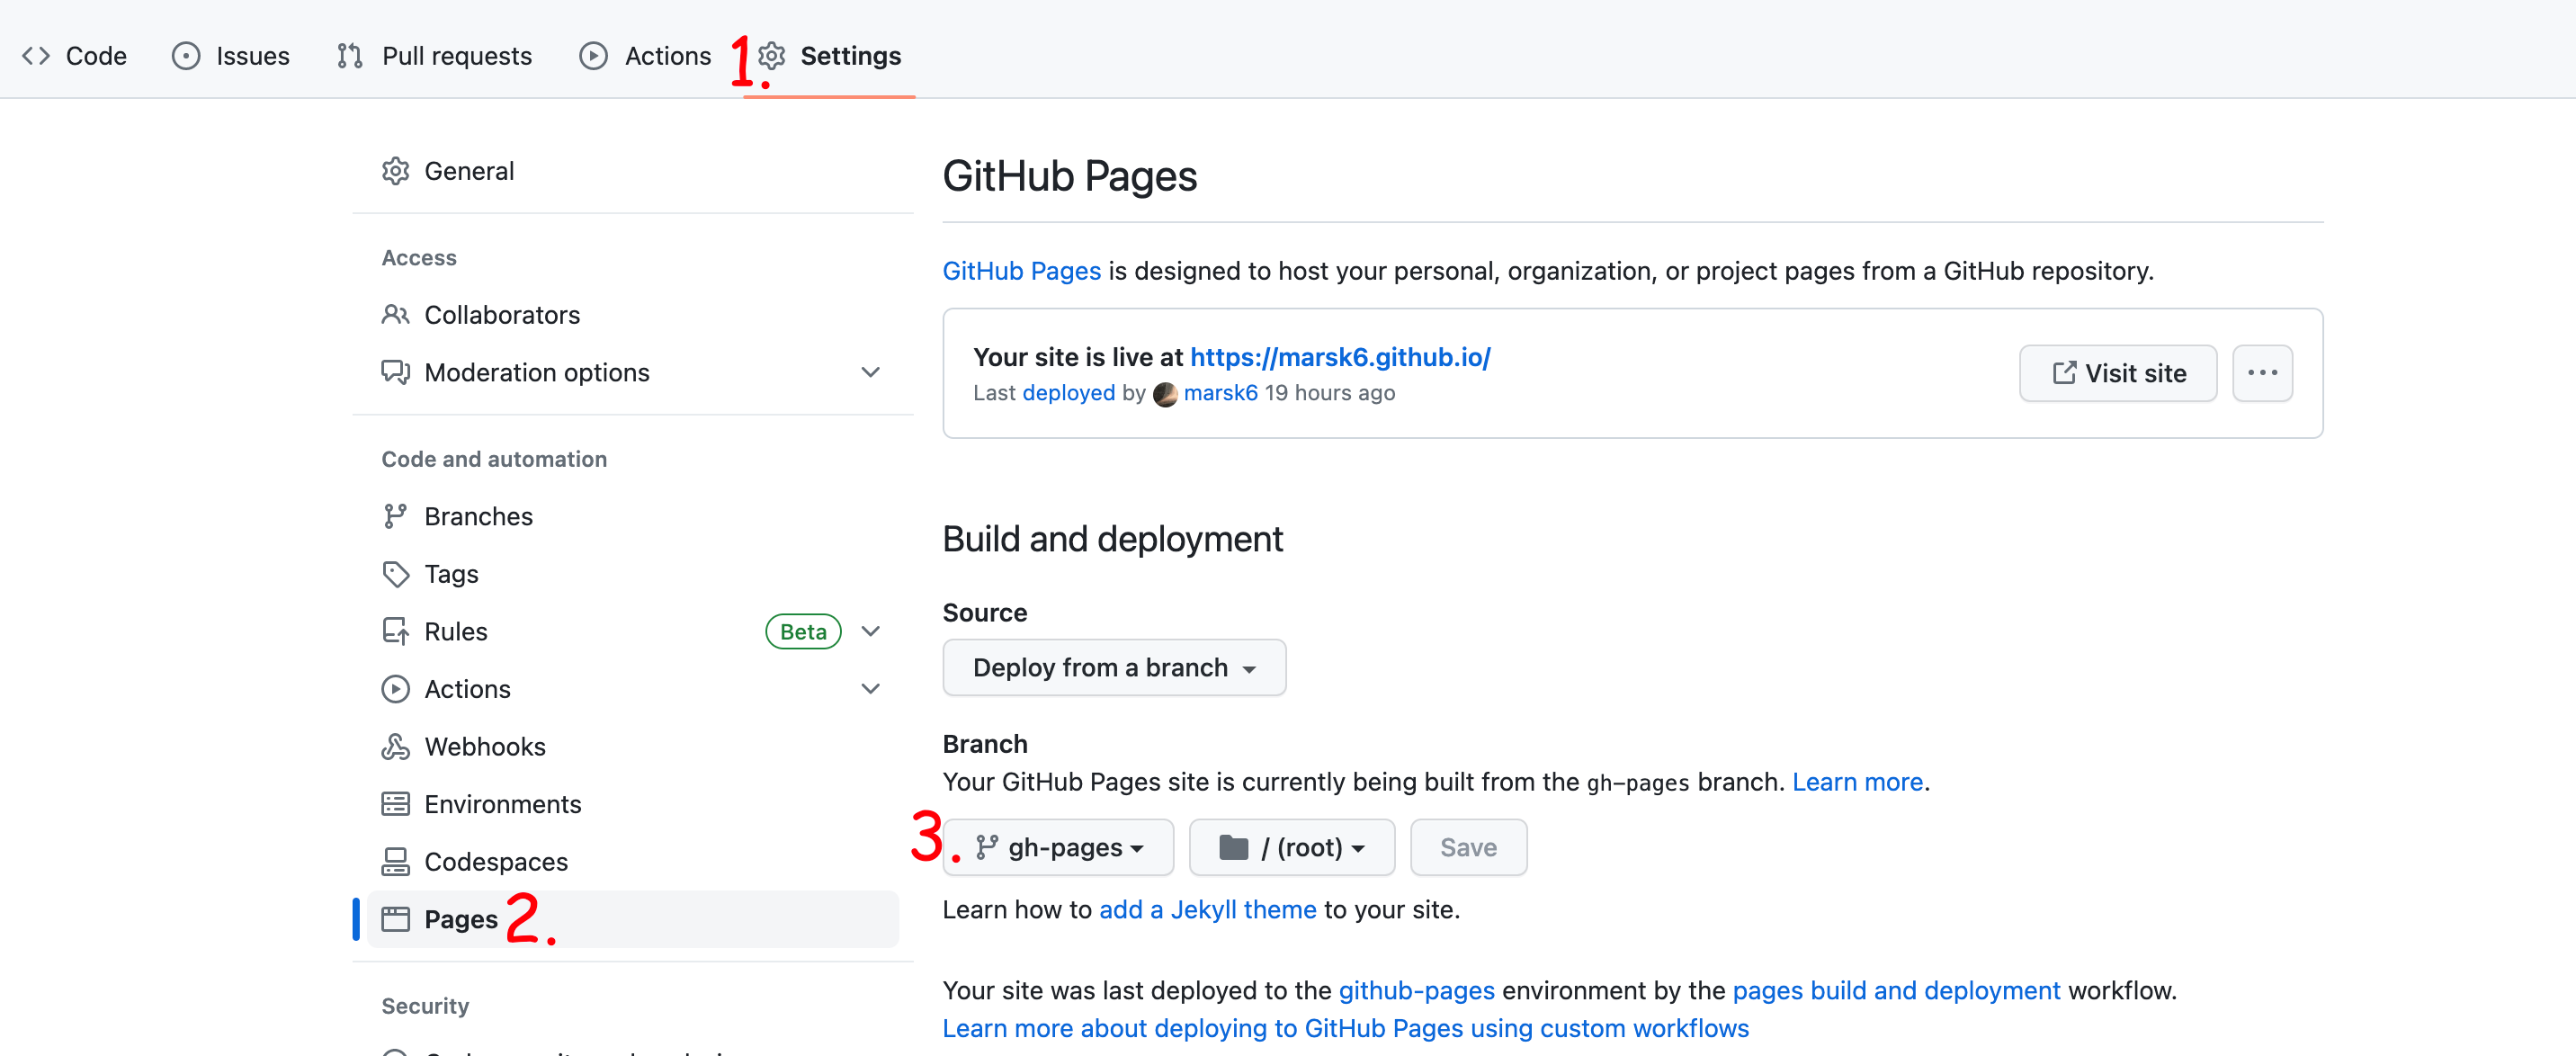 Code Issues Pull requests Actions 1. Settings
General
Access
Collaborators
Moderation options
Code and automation
Branches
Tags
Rules Beta
Actions
Webhooks
Environments
Codespaces
Pages 2.
Security
GitHub Pages
GitHub Pages is designed to host your personal, organization, or project pages from a GitHub repository.
Your site is live at https://marsk6.github.io/
Last deployed by marsk6 19 hours ago
Visit site
Build and deployment
Source
Deploy from a branch
Branch
Your GitHub Pages site is currently being built from the gh-pages branch. Learn more.
3. gh-pages / (root) Save
Learn how to add a Jekyll theme to your site.
Your site was last deployed to the github-pages environment by the pages build and deployment workflow.
Learn more about deploying to GitHub Pages using custom workflows